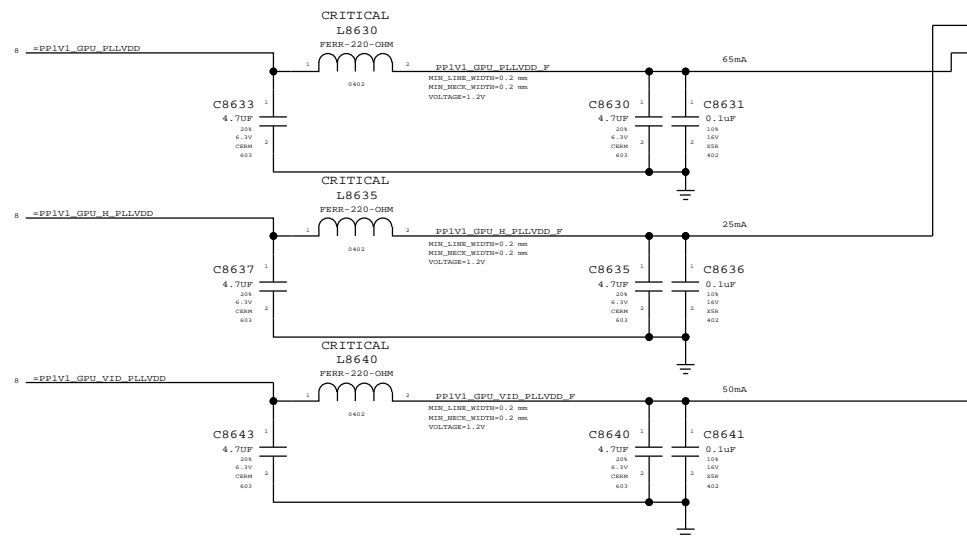 CRITICAL
L8630
FERR-220-OHM
8 =PP1V1_GPU_PLLVDD
1 2
PP1V1_GPU_PLLVDD_F
65mA
0402
MIN_LINE_WIDTH=0.2 mm
MIN_NECK_WIDTH=0.2 mm
VOLTAGE=1.2V
C8633 1
4.7UF
20%
6.3V 2
CERM
603
C8630 1
4.7UF
20%
6.3V 2
CERM
603
1 C8631
0.1uF
10%
2 16V
X5R
402
CRITICAL
L8635
FERR-220-OHM
8 =PP1V1_GPU_H_PLLVDD
1 2
PP1V1_GPU_H_PLLVDD_F
25mA
0402
MIN_LINE_WIDTH=0.2 mm
MIN_NECK_WIDTH=0.2 mm
VOLTAGE=1.2V
C8637 1
4.7UF
20%
6.3V 2
CERM
603
C8635 1
4.7UF
20%
6.3V 2
CERM
603
1 C8636
0.1uF
10%
2 16V
X5R
402
CRITICAL
L8640
FERR-220-OHM
8 =PP1V1_GPU_VID_PLLVDD
1 2
PP1V1_GPU_VID_PLLVDD_F
50mA
0402
MIN_LINE_WIDTH=0.2 mm
MIN_NECK_WIDTH=0.2 mm
VOLTAGE=1.2V
C8643 1
4.7UF
20%
6.3V 2
CERM
603
C8640 1
4.7UF
20%
6.3V 2
CERM
603
1 C8641
0.1uF
10%
2 16V
X5R
402